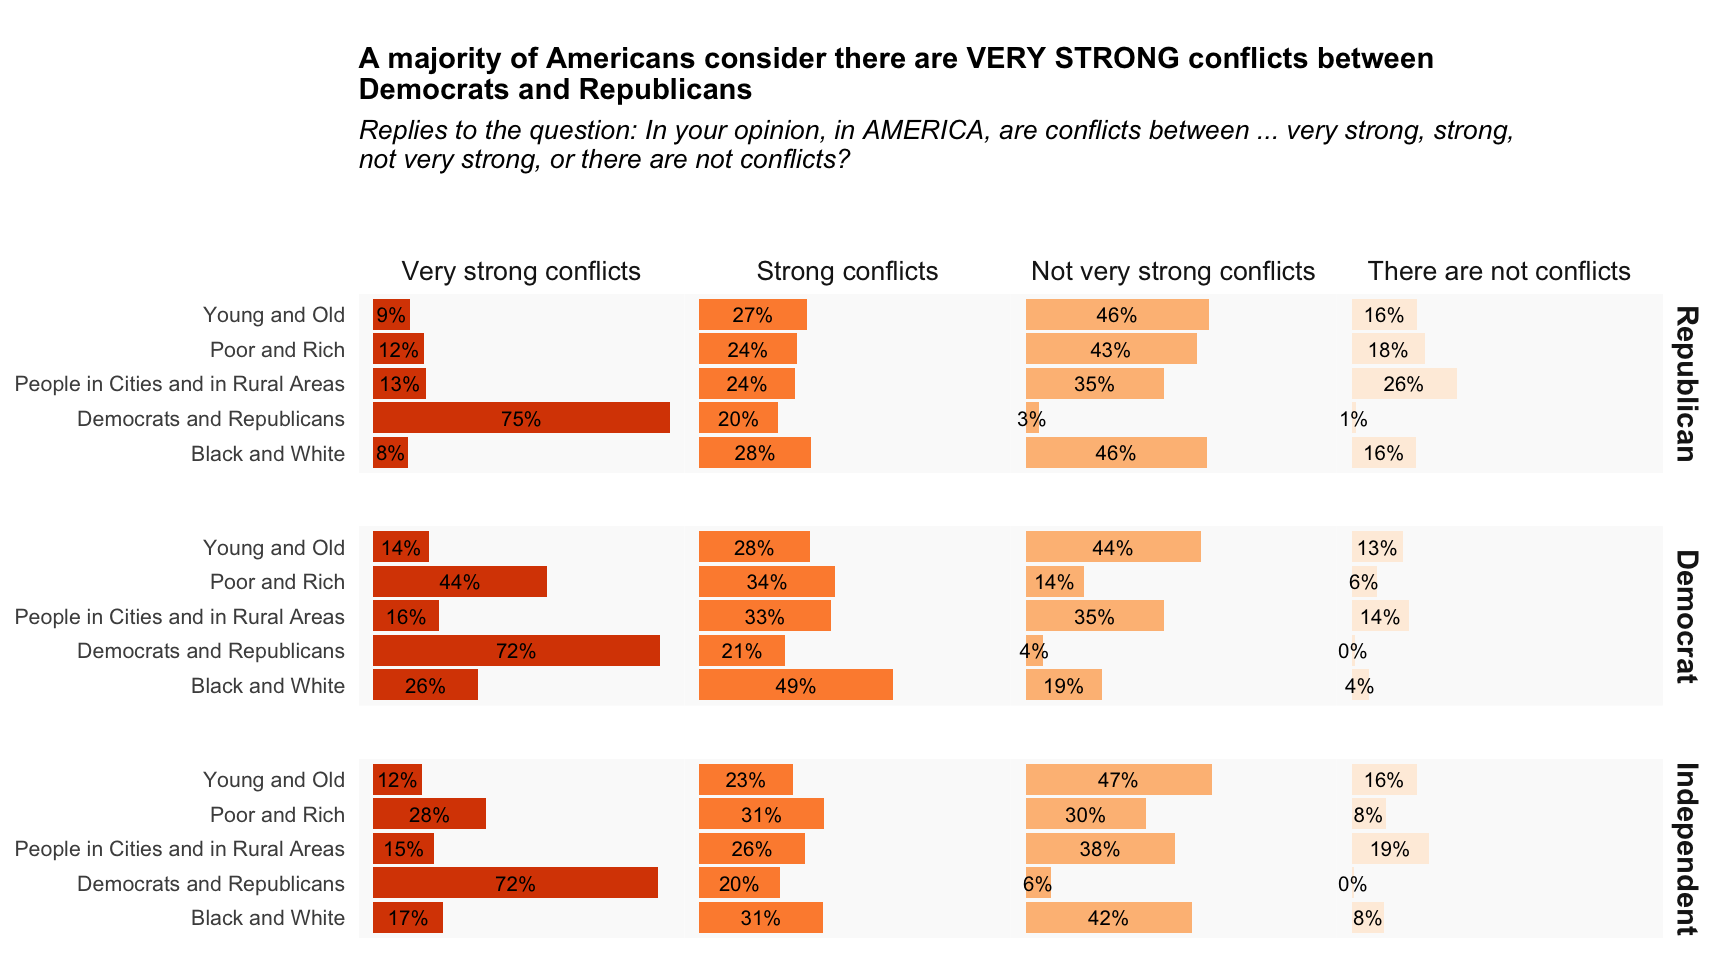 A majority of Americans consider there are VERY STRONG conflicts between
Democrats and Republicans
Replies to the question: In your opinion, in AMERICA, are conflicts between ... very strong, strong,
not very strong, or there are not conflicts?
Very strong conflicts Strong conflicts Not very strong conflicts There are not conflicts
Republican
Young and Old 9% 27% 46% 16%
Poor and Rich 12% 24% 43% 18%
People in Cities and in Rural Areas 13% 24% 35% 26%
Democrats and Republicans 75% 20% 3% 1%
Black and White 8% 28% 46% 16%
Democrat
Young and Old 14% 28% 44% 13%
Poor and Rich 44% 34% 14% 6%
People in Cities and in Rural Areas 16% 33% 35% 14%
Democrats and Republicans 72% 21% 4% 0%
Black and White 26% 49% 19% 4%
Independent
Young and Old 12% 23% 47% 16%
Poor and Rich 28% 31% 30% 8%
People in Cities and in Rural Areas 15% 26% 38% 19%
Democrats and Republicans 72% 20% 6% 0%
Black and White 17% 31% 42% 8%